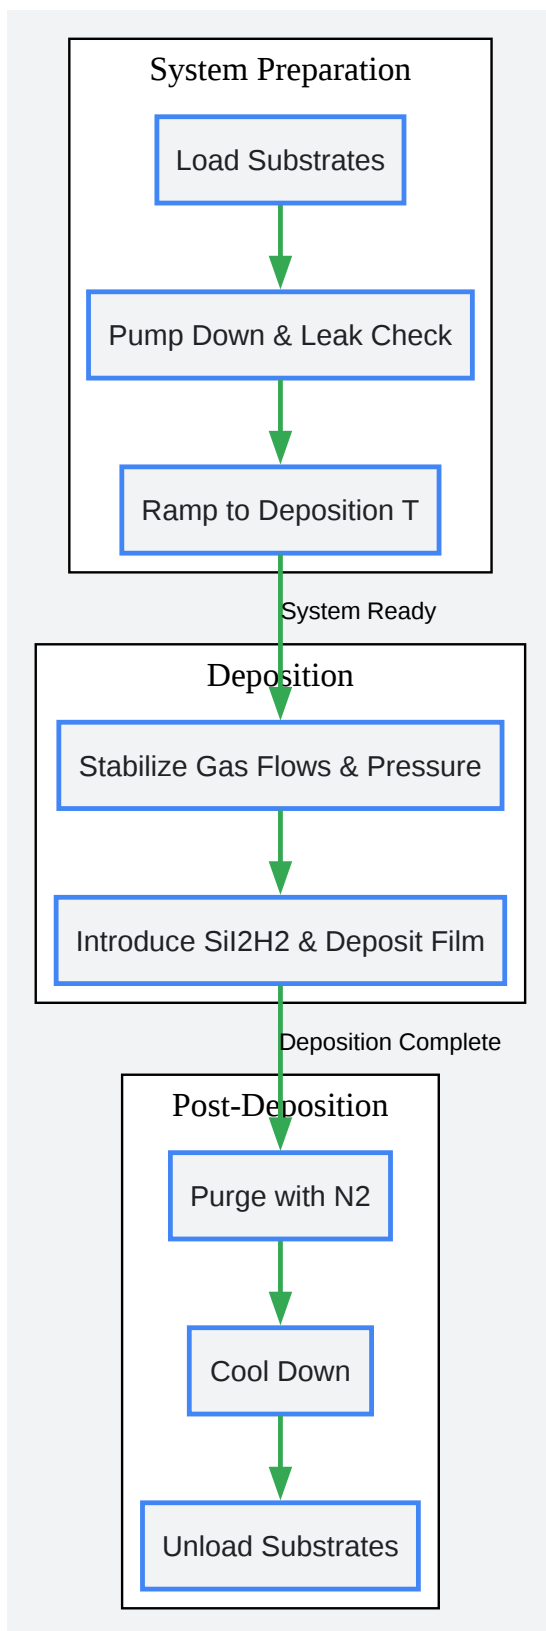 System Preparation
Load Substrates
Pump Down & Leak Check
Ramp to Deposition T
System Ready
Deposition
Stabilize Gas Flows & Pressure
Introduce SiI2H2 & Deposit Film
Deposition Complete
Post-Deposition
Purge with N2
Cool Down
Unload Substrates